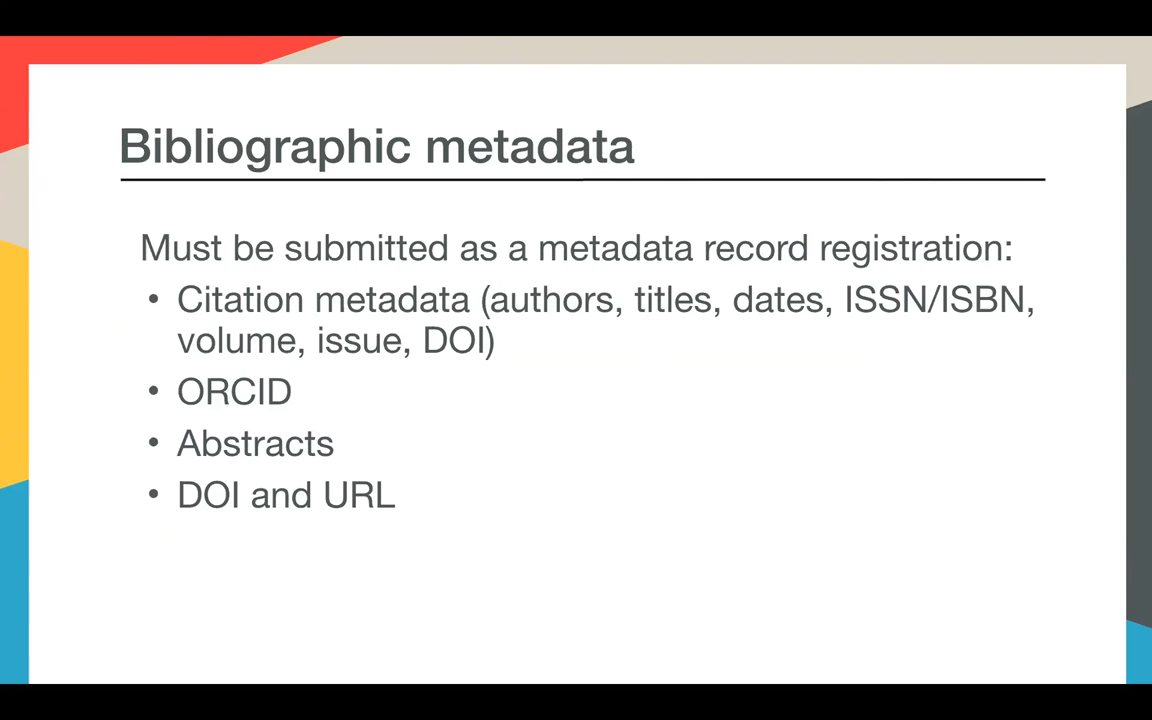 Bibliographic metadata
Must be submitted as a metadata record registration:
• Citation metadata (authors, titles, dates, ISSN/ISBN,
volume, issue, DOI)
• ORCID
• Abstracts
• DOI and URL